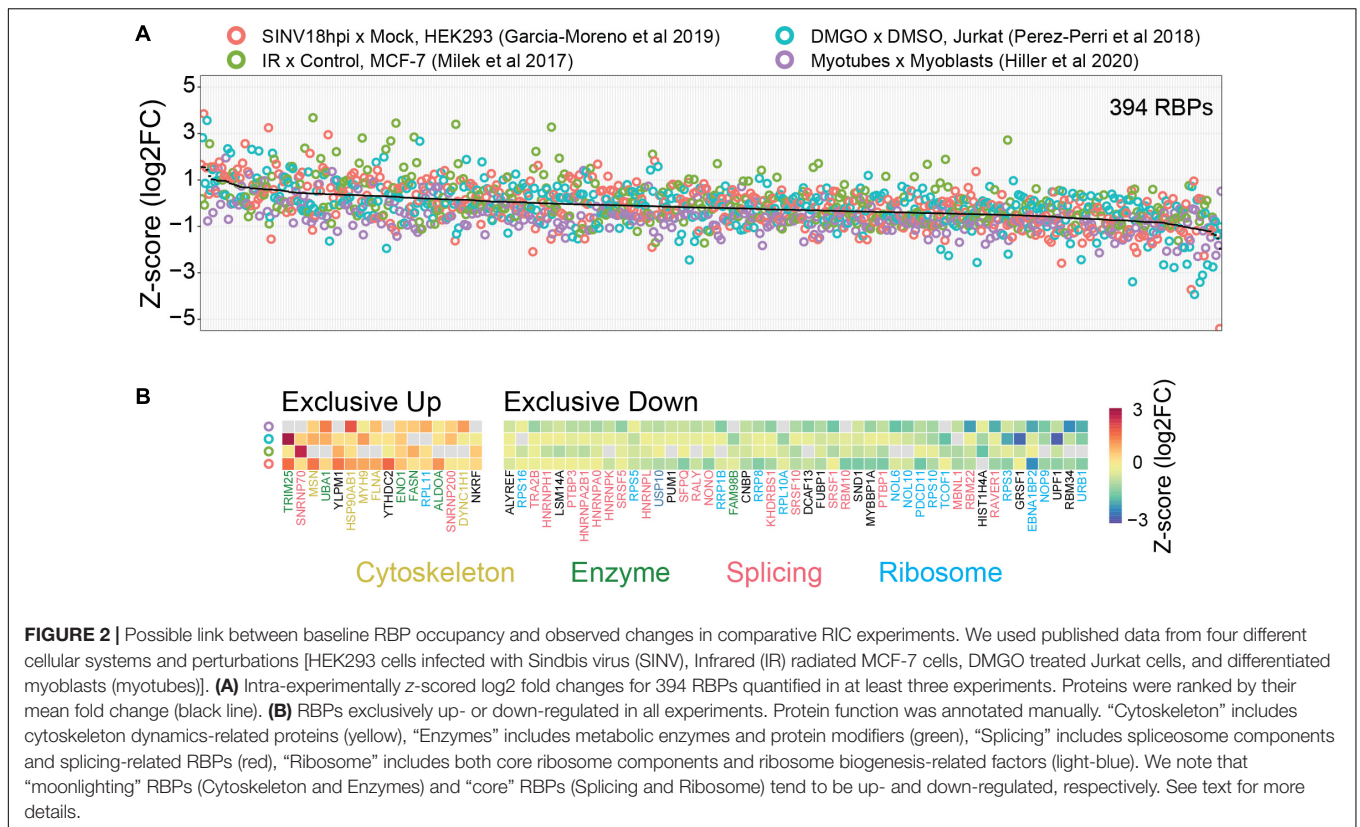 A
SINV18hpi x Mock, HEK293 (Garcia-Moreno et al 2019)
DMGO x DMSO, Jurkat (Perez-Perri et al 2018)
IR x Control, MCF-7 (Milek et al 2017)
Myotubes x Myoblasts (Hiller et al 2020)
Z-score (log2FC)
5
3
1
−1
−3
−5
394 RBPs
B
Exclusive Up
Exclusive Down
TRIM25
SNRNP70
MSN
UBA1
YLPM1
HSP90AB1
MYH9
FLNA
YTHDC2
ENO1
FASN
RPL11
ALDOA
SNRNP200
DYNC1H1
NKRF
ALYREF
RPS16
TRA2B
HNRNPH1
LSM14A
PTBP3
HNRNPA2B1
HNRNPA0
HNRNPK
SRSF5
RPS5
HNRNPL
USP10
PUM1
SFPQ
RALY
NONO
RRP1B
FAM98B
CNBP
RRP8
KHDRBS1
RPL10A
SRSF10
DCAF13
FUBP1
SRSF1
RBM10
SND1
MYBBP1A
PTBP1
NOL6
NOL10
PDCD11
RPS10
TCOF1
MBNL1
RBM22
HIST1H4A
RAVER1
RPS3
GRSF1
EBNA1BP2
NOP9
UPF1
RBM34
URB1
3
0
−3
Z-score (log2FC)
Cytoskeleton
Enzyme
Splicing
Ribosome
FIGURE 2 | Possible link between baseline RBP occupancy and observed changes in comparative RIC experiments. We used published data from four different
cellular systems and perturbations [HEK293 cells infected with Sindbis virus (SINV), Infrared (IR) radiated MCF-7 cells, DMGO treated Jurkat cells, and differentiated
myoblasts (myotubes)]. (A) Intra-experimentally z-scored log2 fold changes for 394 RBPs quantified in at least three experiments. Proteins were ranked by their
mean fold change (black line). (B) RBPs exclusively up- or down-regulated in all experiments. Protein function was annotated manually. “Cytoskeleton” includes
cytoskeleton dynamics-related proteins (yellow), “Enzymes” includes metabolic enzymes and protein modifiers (green), “Splicing” includes spliceosome components
and splicing-related RBPs (red), “Ribosome” includes both core ribosome components and ribosome biogenesis-related factors (light-blue). We note that
“moonlighting” RBPs (Cytoskeleton and Enzymes) and “core” RBPs (Splicing and Ribosome) tend to be up- and down-regulated, respectively. See text for more
details.